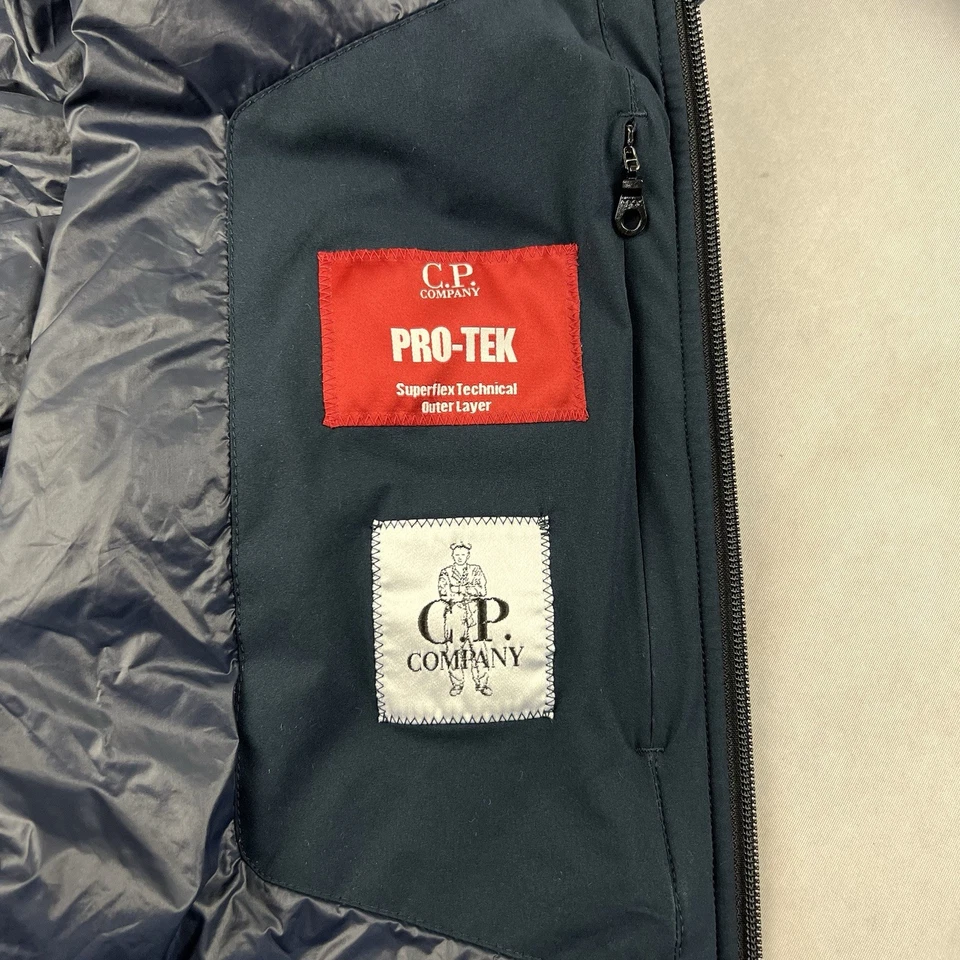 C.P.
COMPANY
PRO-TEK
Superflex Technical
Outer Layer
C.P.
COMPANY